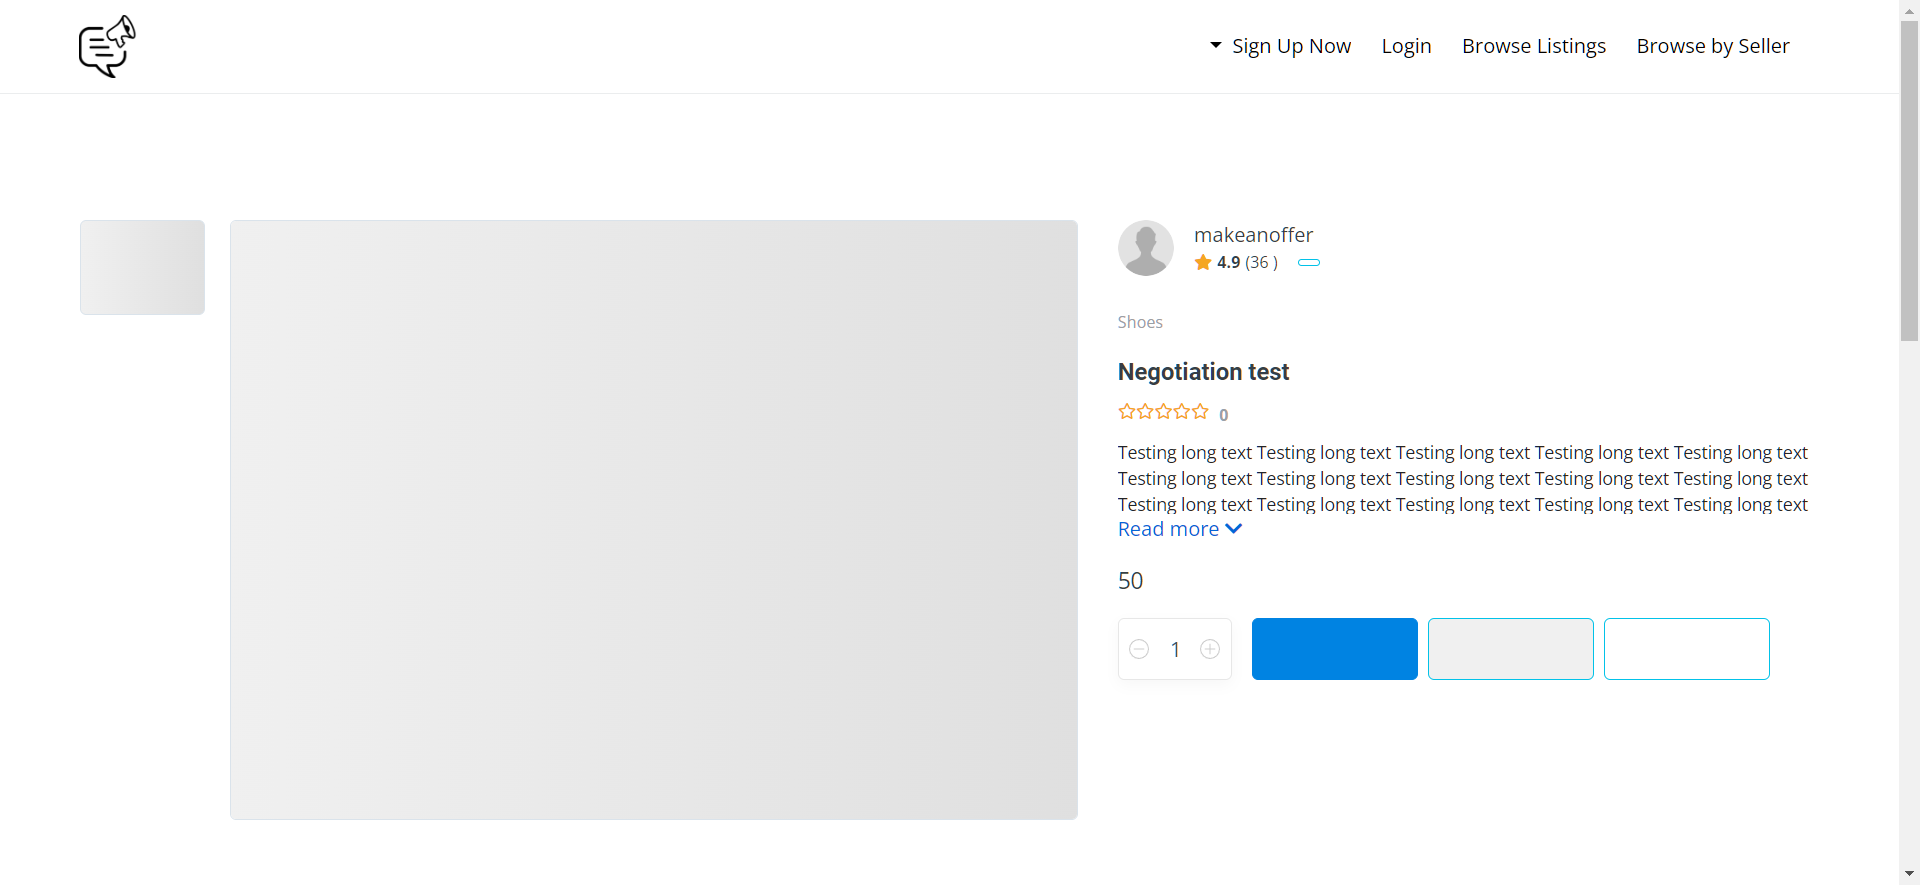 Sign Up Now Login Browse Listings Browse by Seller
makeanoffer
4.9 (36 )
Shoes
Negotiation test
0
Testing long text Testing long text Testing long text Testing long text Testing long text
Testing long text Testing long text Testing long text Testing long text Testing long text
Testing long text Testing long text Testing long text Testing long text Testing long text
Read more
50
1